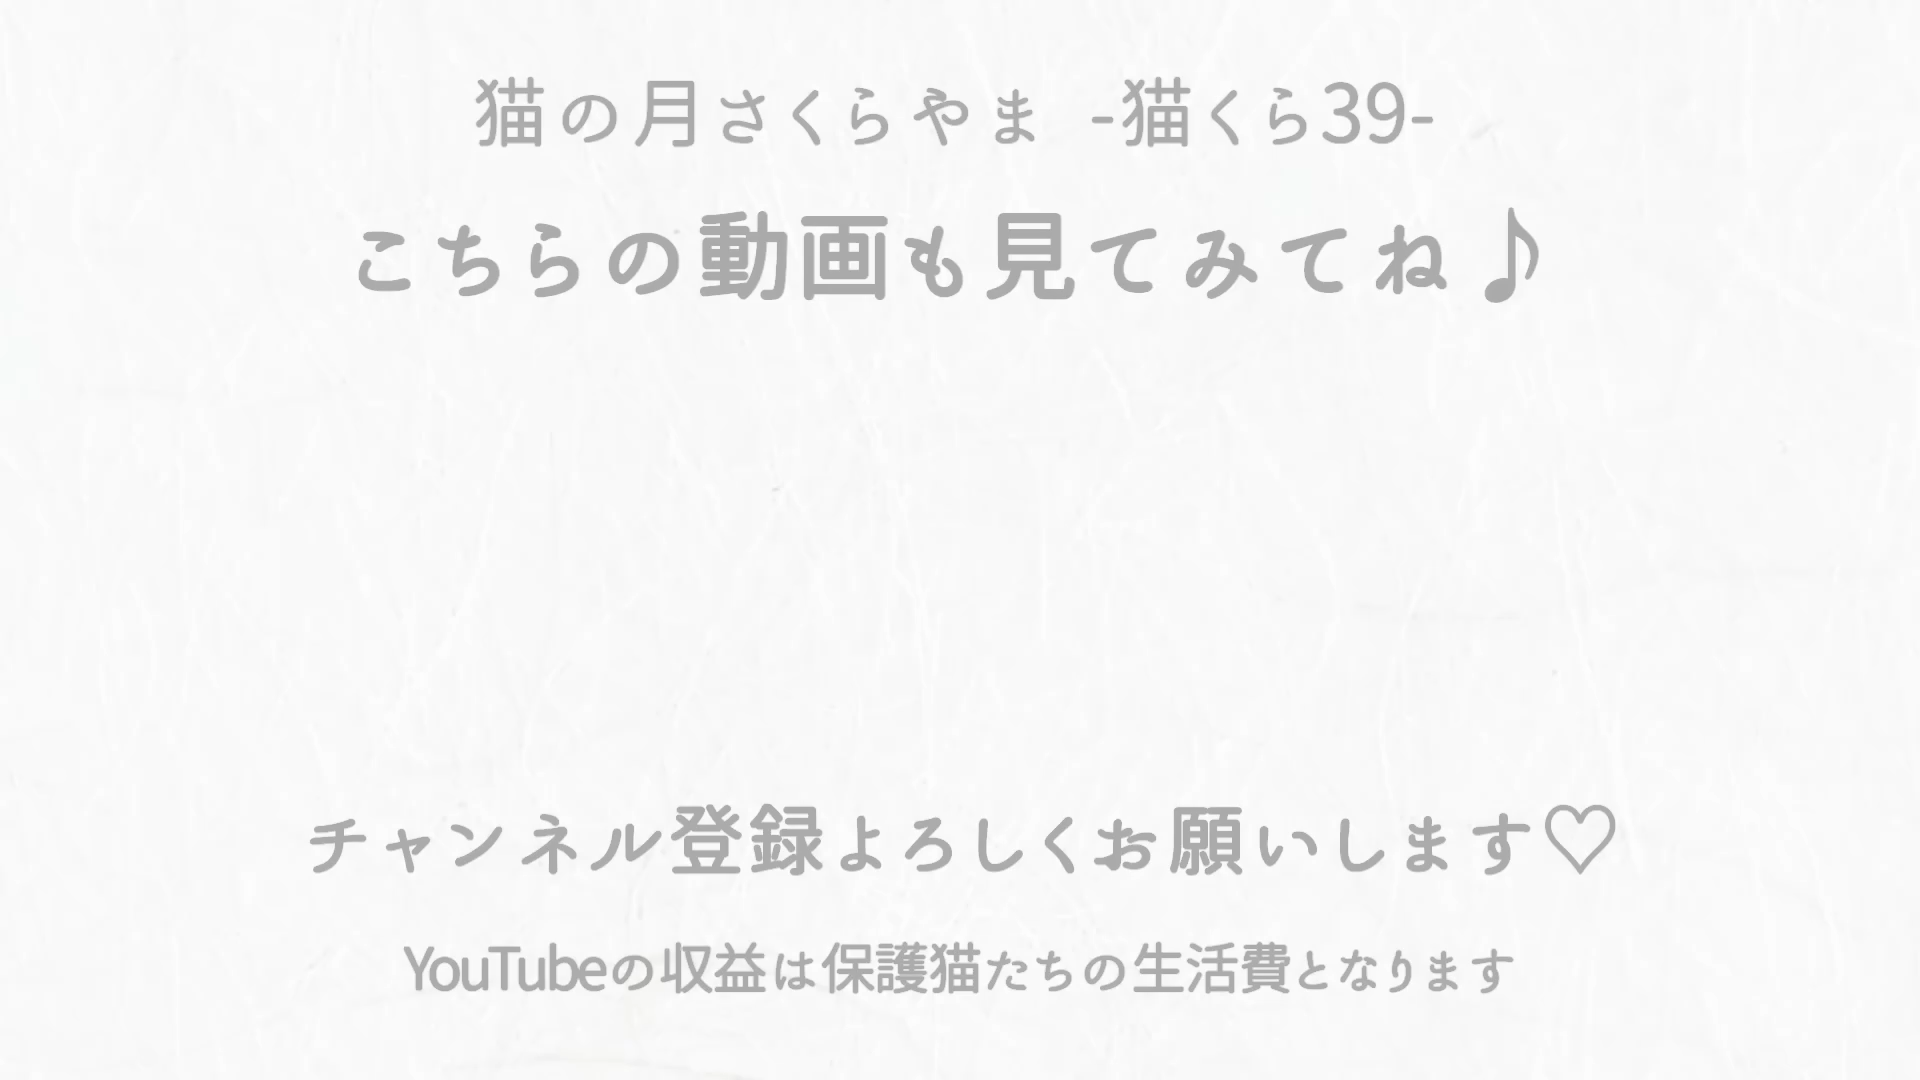 猫の月さくらやま -猫くら39-
こちらの動画も見てみてね♪
チャンネル登録よろしくお願いします♡
YouTubeの収益は保護猫たちの生活費となります